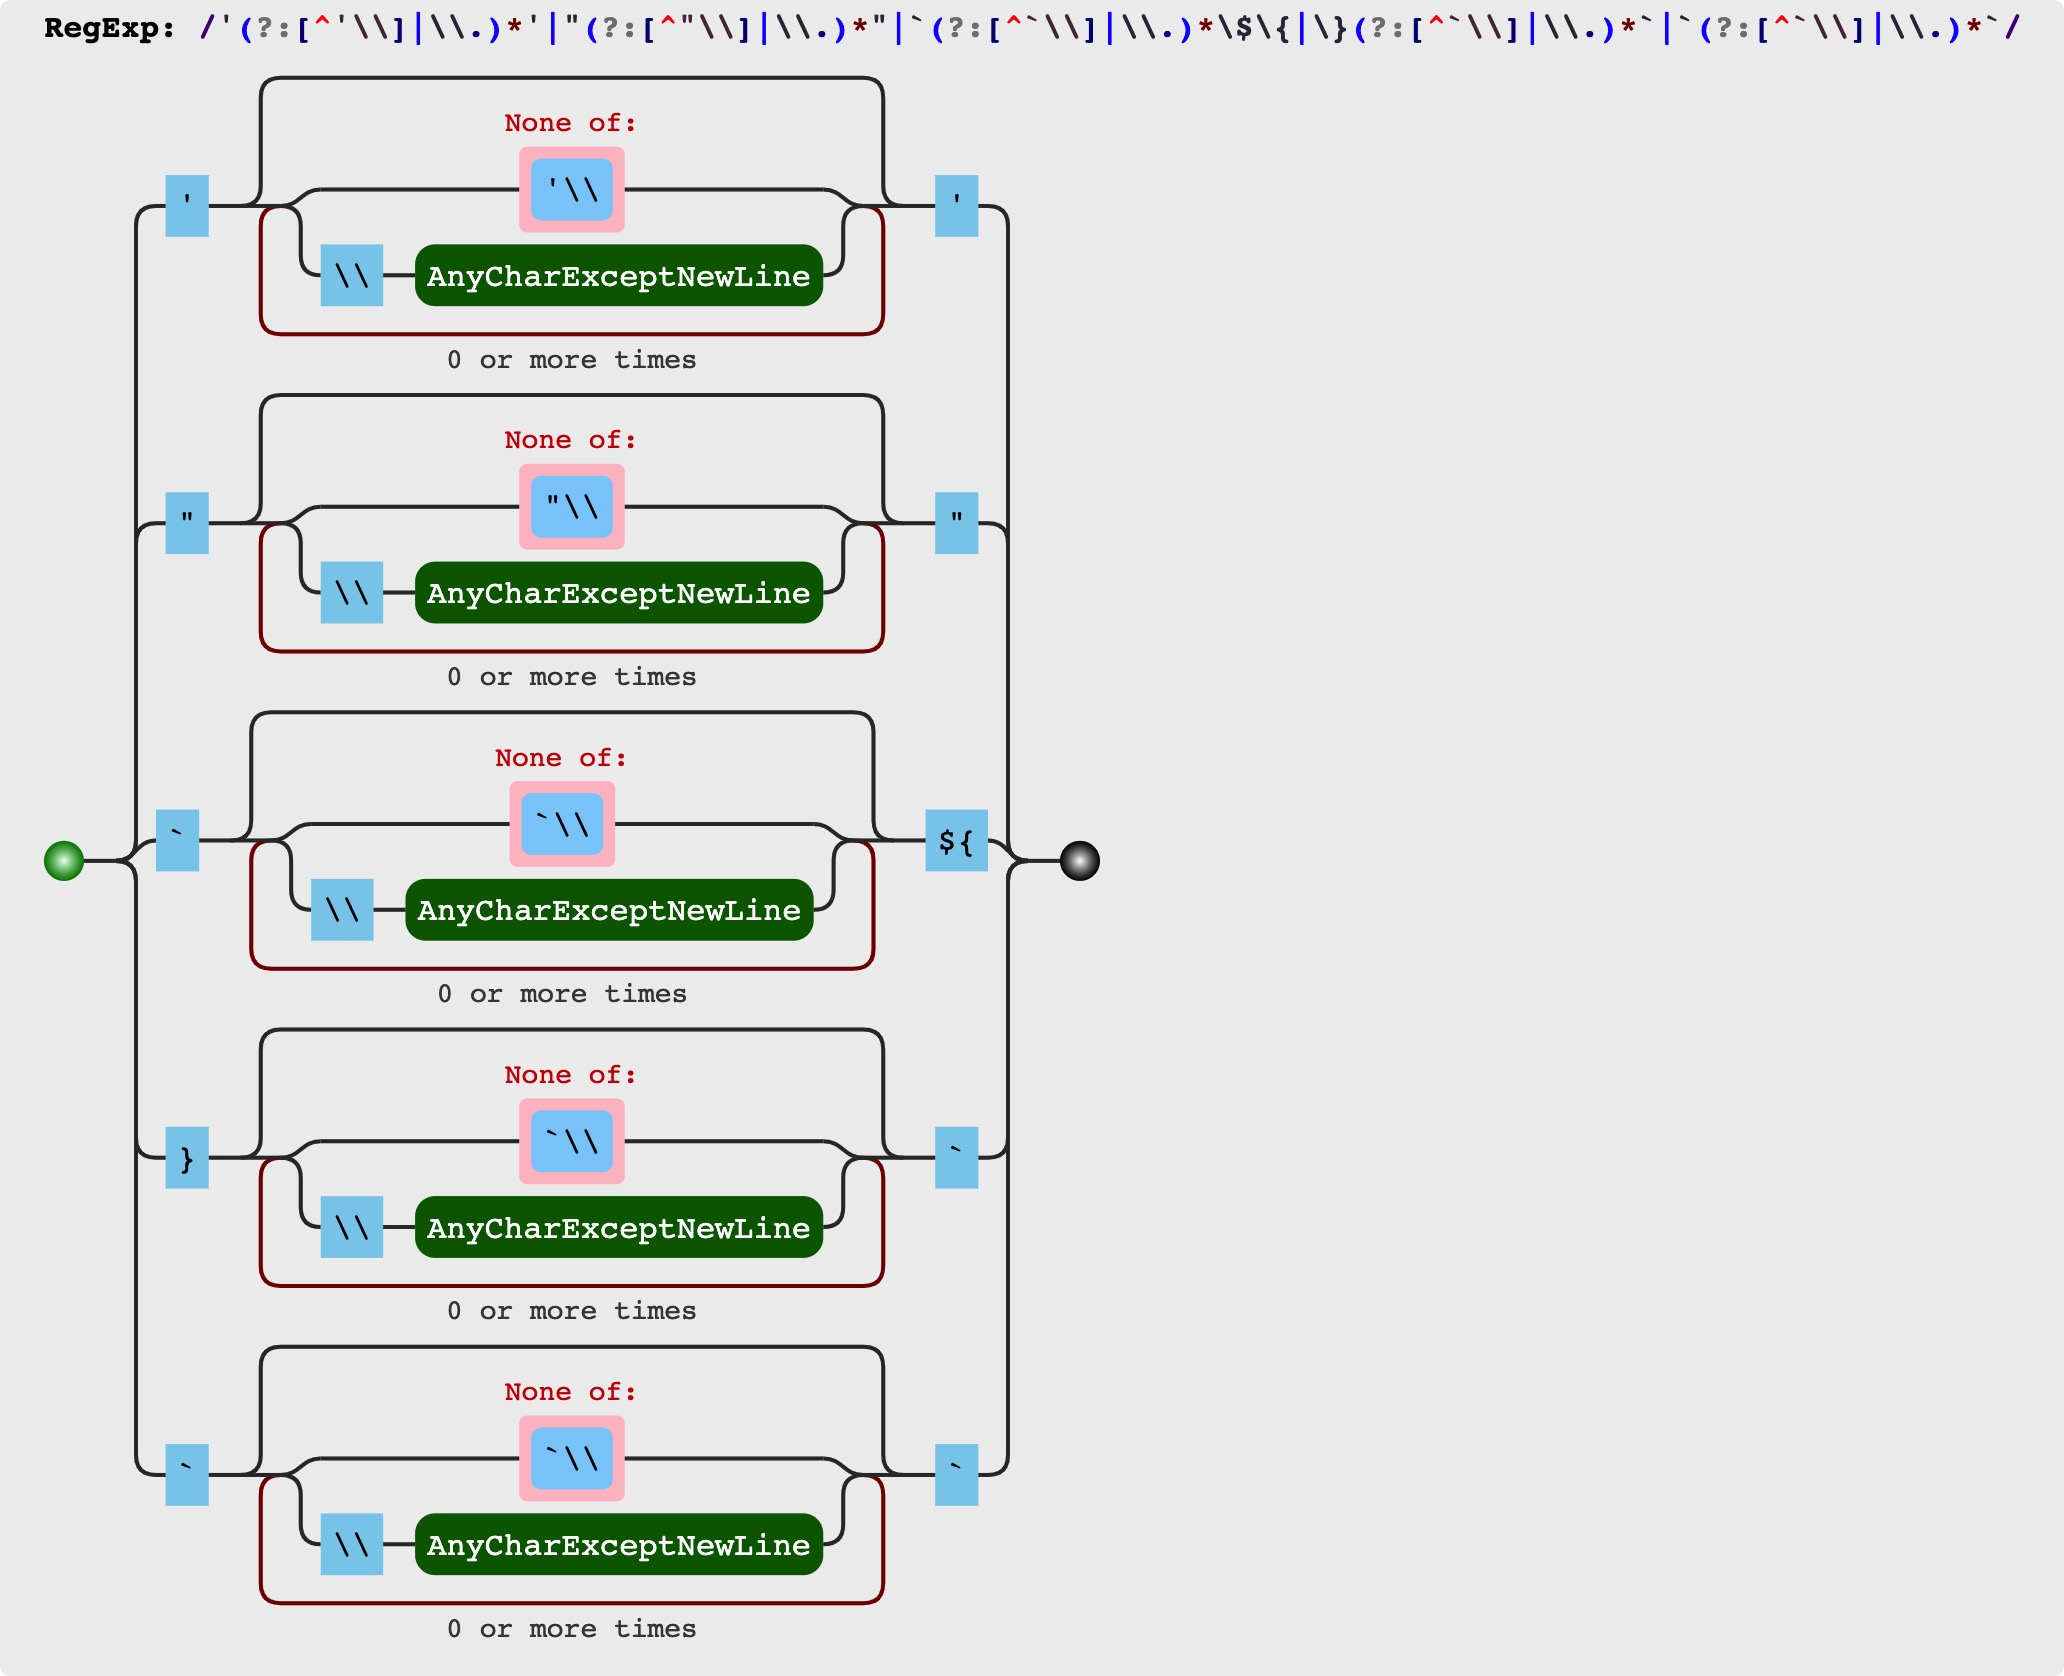 RegExp: /'(?:[^'\\]|\\.)*'|"(?:[^"\\]|\\.)*"|`(?:[^`\\]|\\.)*\$\{|\}(?:[^`\\]|\\.)*`|`(?:[^`\\]|\\.)*`/
None of:
'\\
' '
\\ AnyCharExceptNewLine
0 or more times
None of:
"\\
" "
\\ AnyCharExceptNewLine
0 or more times
None of:
`\\
` ${
\\ AnyCharExceptNewLine
0 or more times
None of:
`\\
} `
\\ AnyCharExceptNewLine
0 or more times
None of:
`\\
` `
\\ AnyCharExceptNewLine
0 or more times